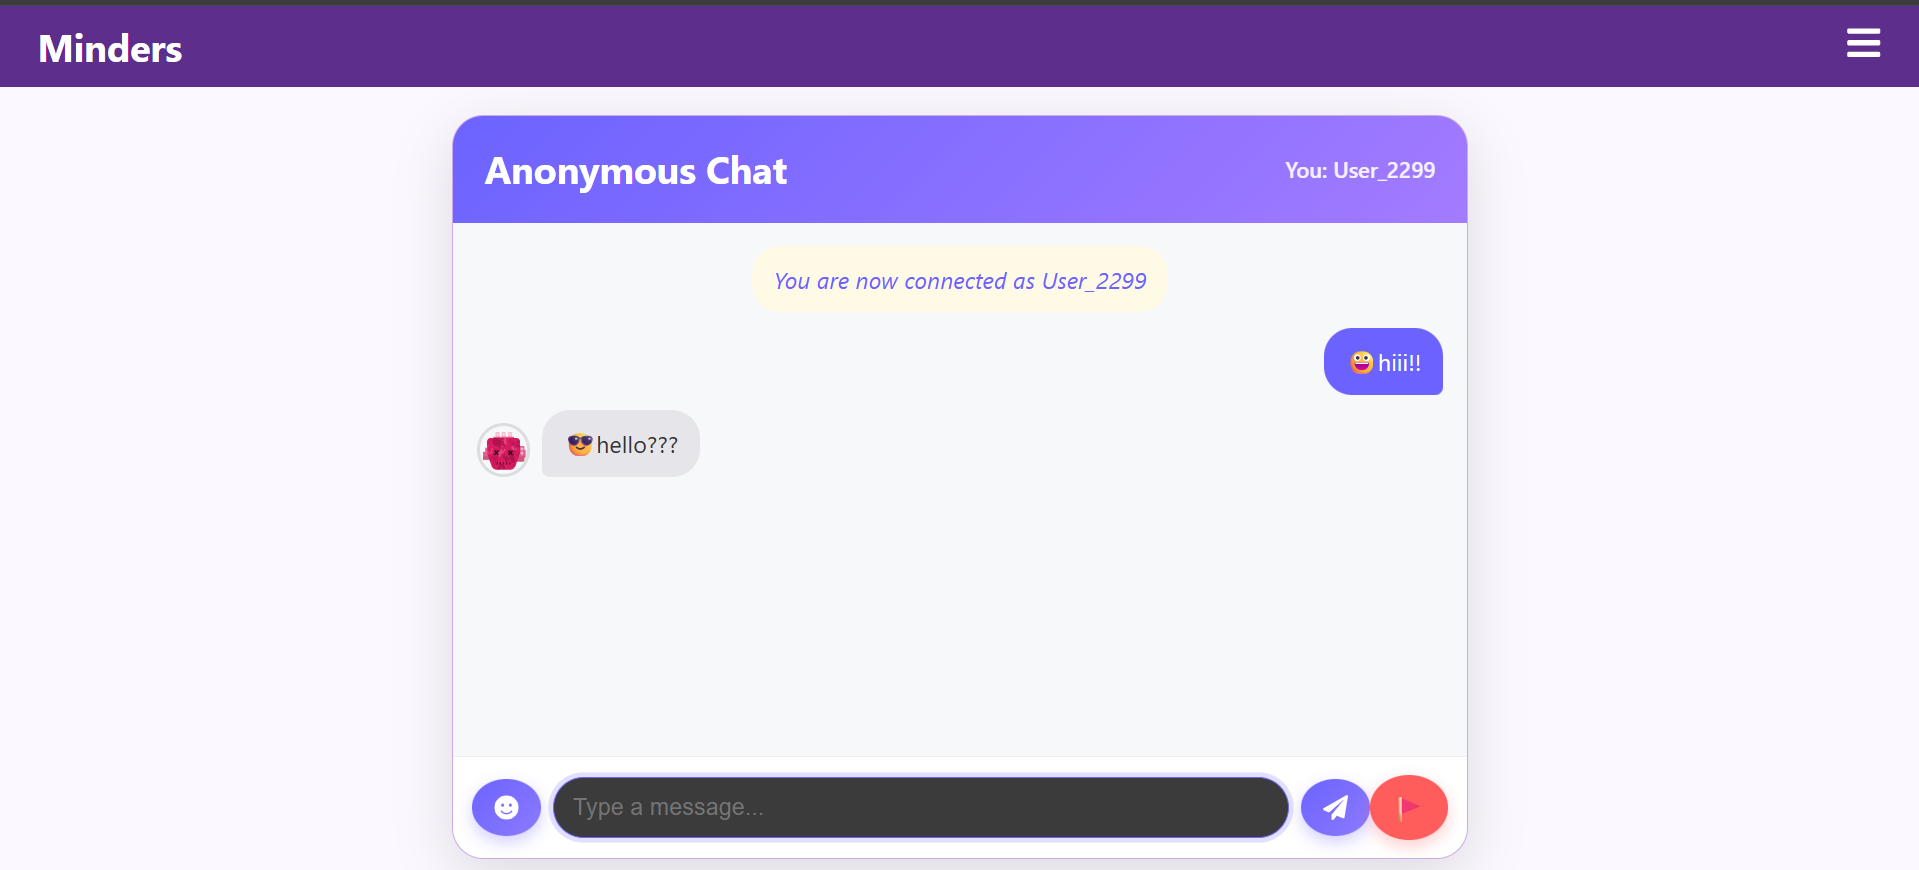 Minders
Anonymous Chat
You: User_2299
You are now connected as User_2299
😀hiii!!
😎hello???
Type a message...